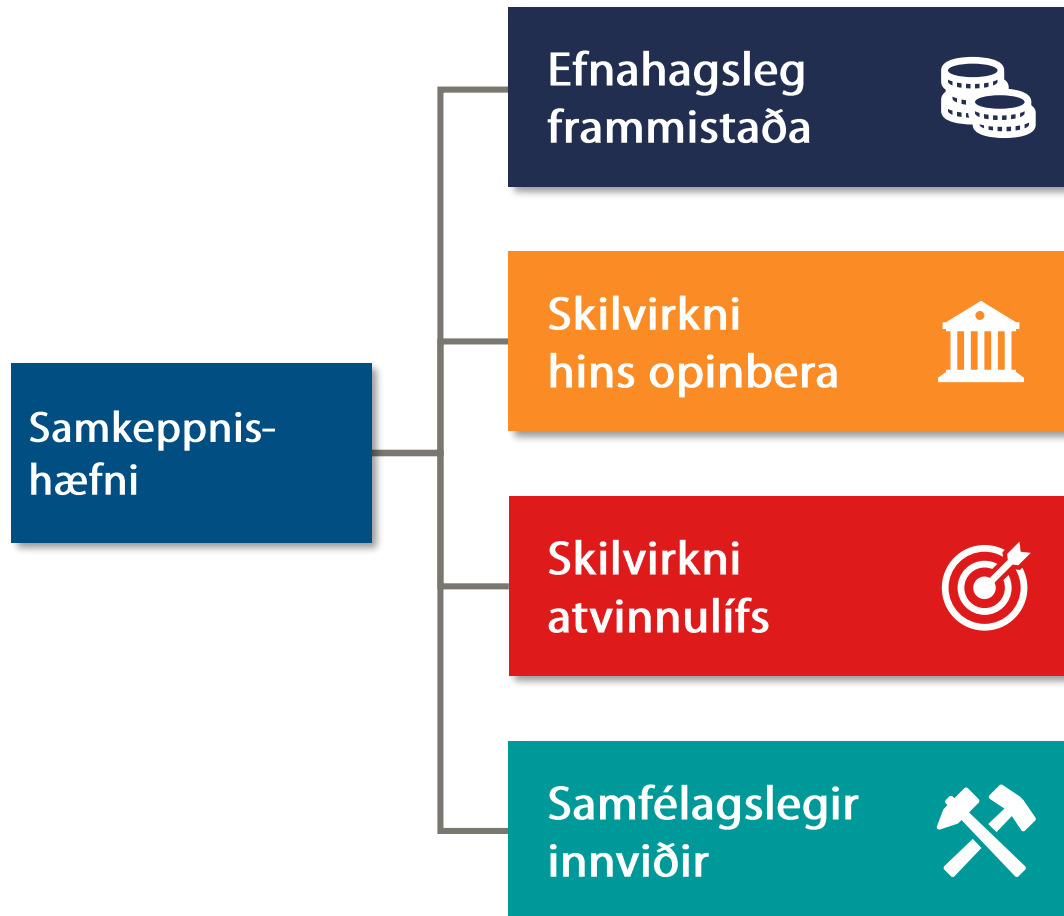 Efnahagsleg
frammistaða
Skilvirkni
hins opinbera
Samkeppnis-
hæfni
Skilvirkni
atvinnulífs
Samfélagslegir
innviðir